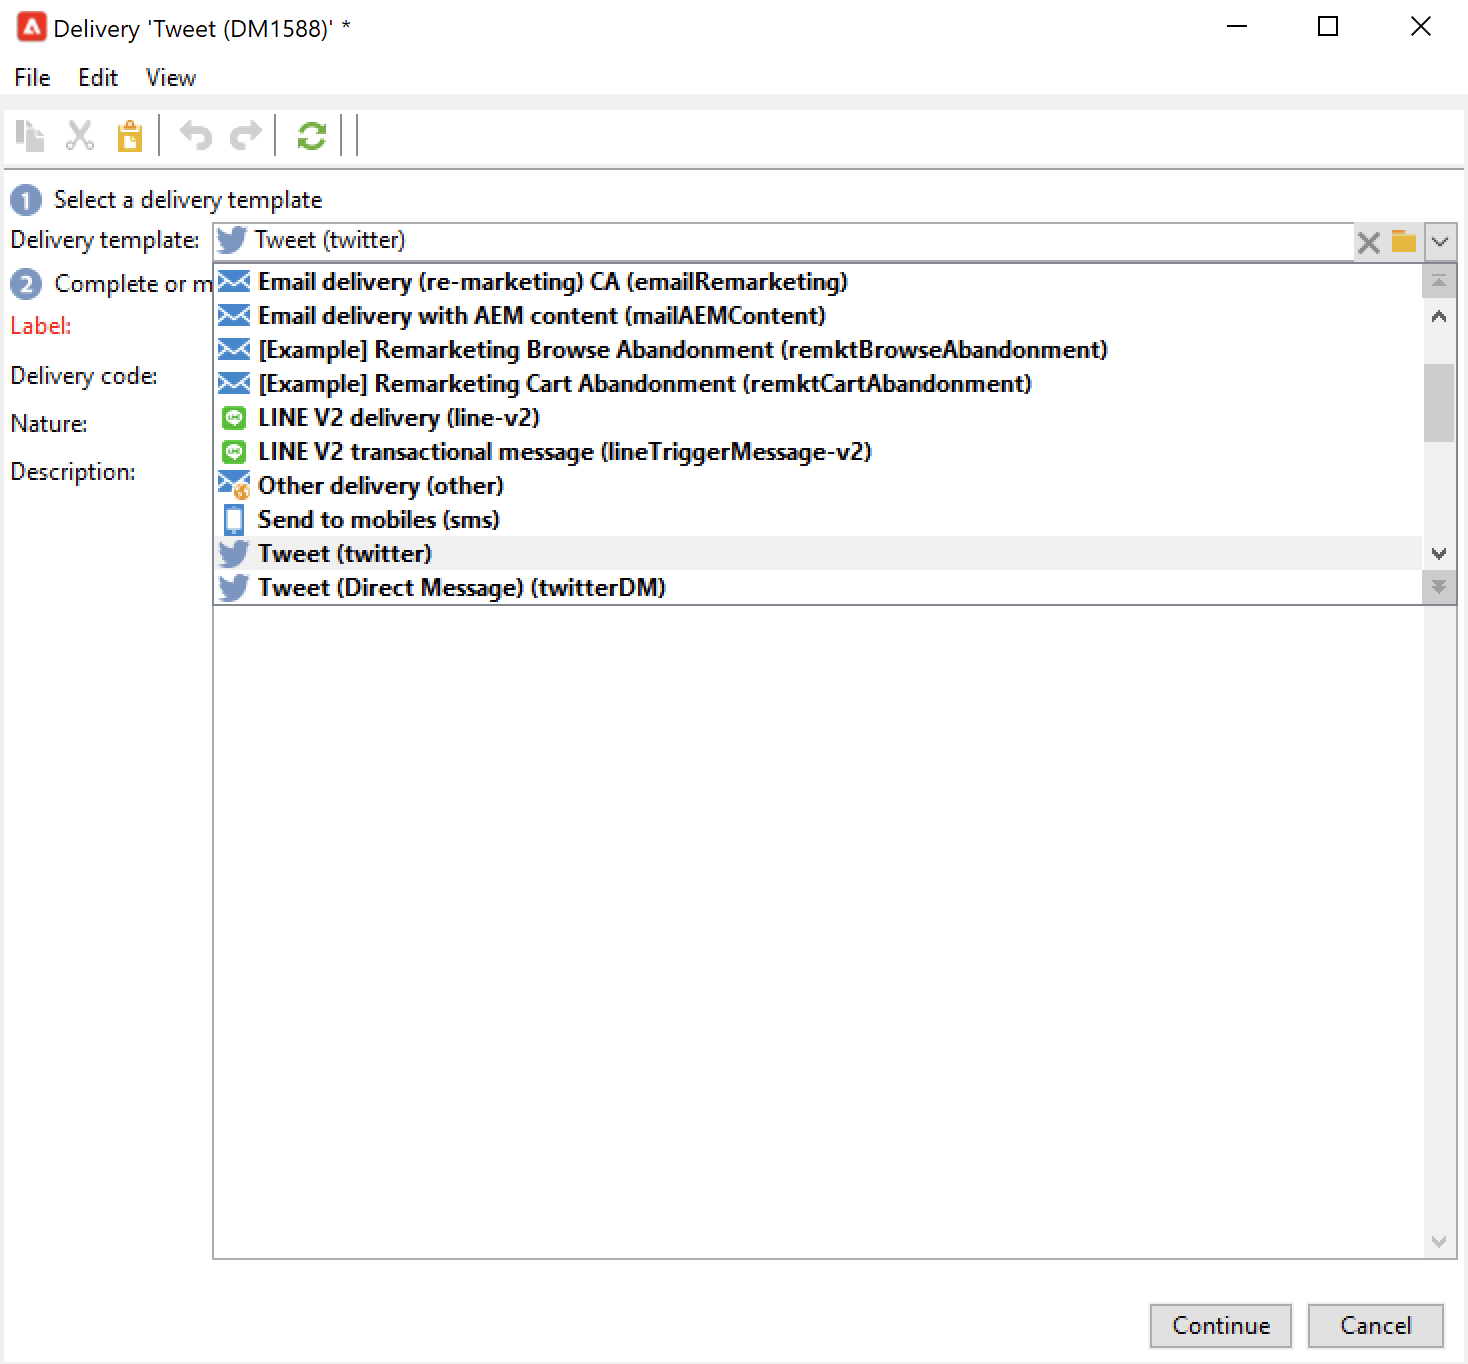 Delivery 'Tweet (DM1588)' *
File Edit View
1 Select a delivery template
Delivery template: Tweet (twitter)
2 Complete or m
Email delivery (re-marketing) CA (emailRemarketing)
Email delivery with AEM content (mailAEMContent)
Label:
[Example] Remarketing Browse Abandonment (remktBrowseAbandonment)
Delivery code:
[Example] Remarketing Cart Abandonment (remktCartAbandonment)
Nature:
LINE V2 delivery (line-v2)
LINE V2 transactional message (lineTriggerMessage-v2)
Description:
Other delivery (other)
Send to mobiles (sms)
Tweet (twitter)
Tweet (Direct Message) (twitterDM)
Continue Cancel